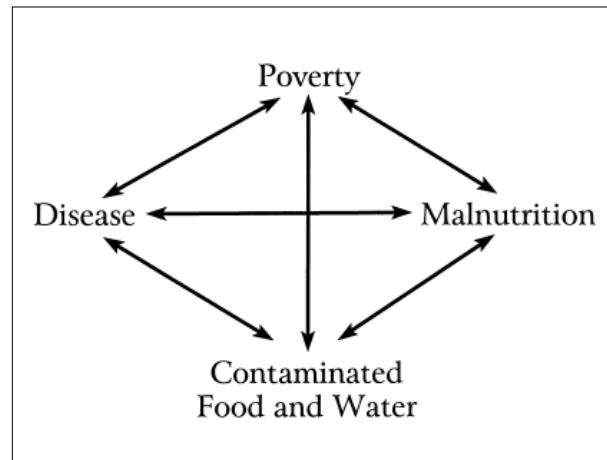 Poverty
Disease
Malnutrition
Contaminated
Food and Water